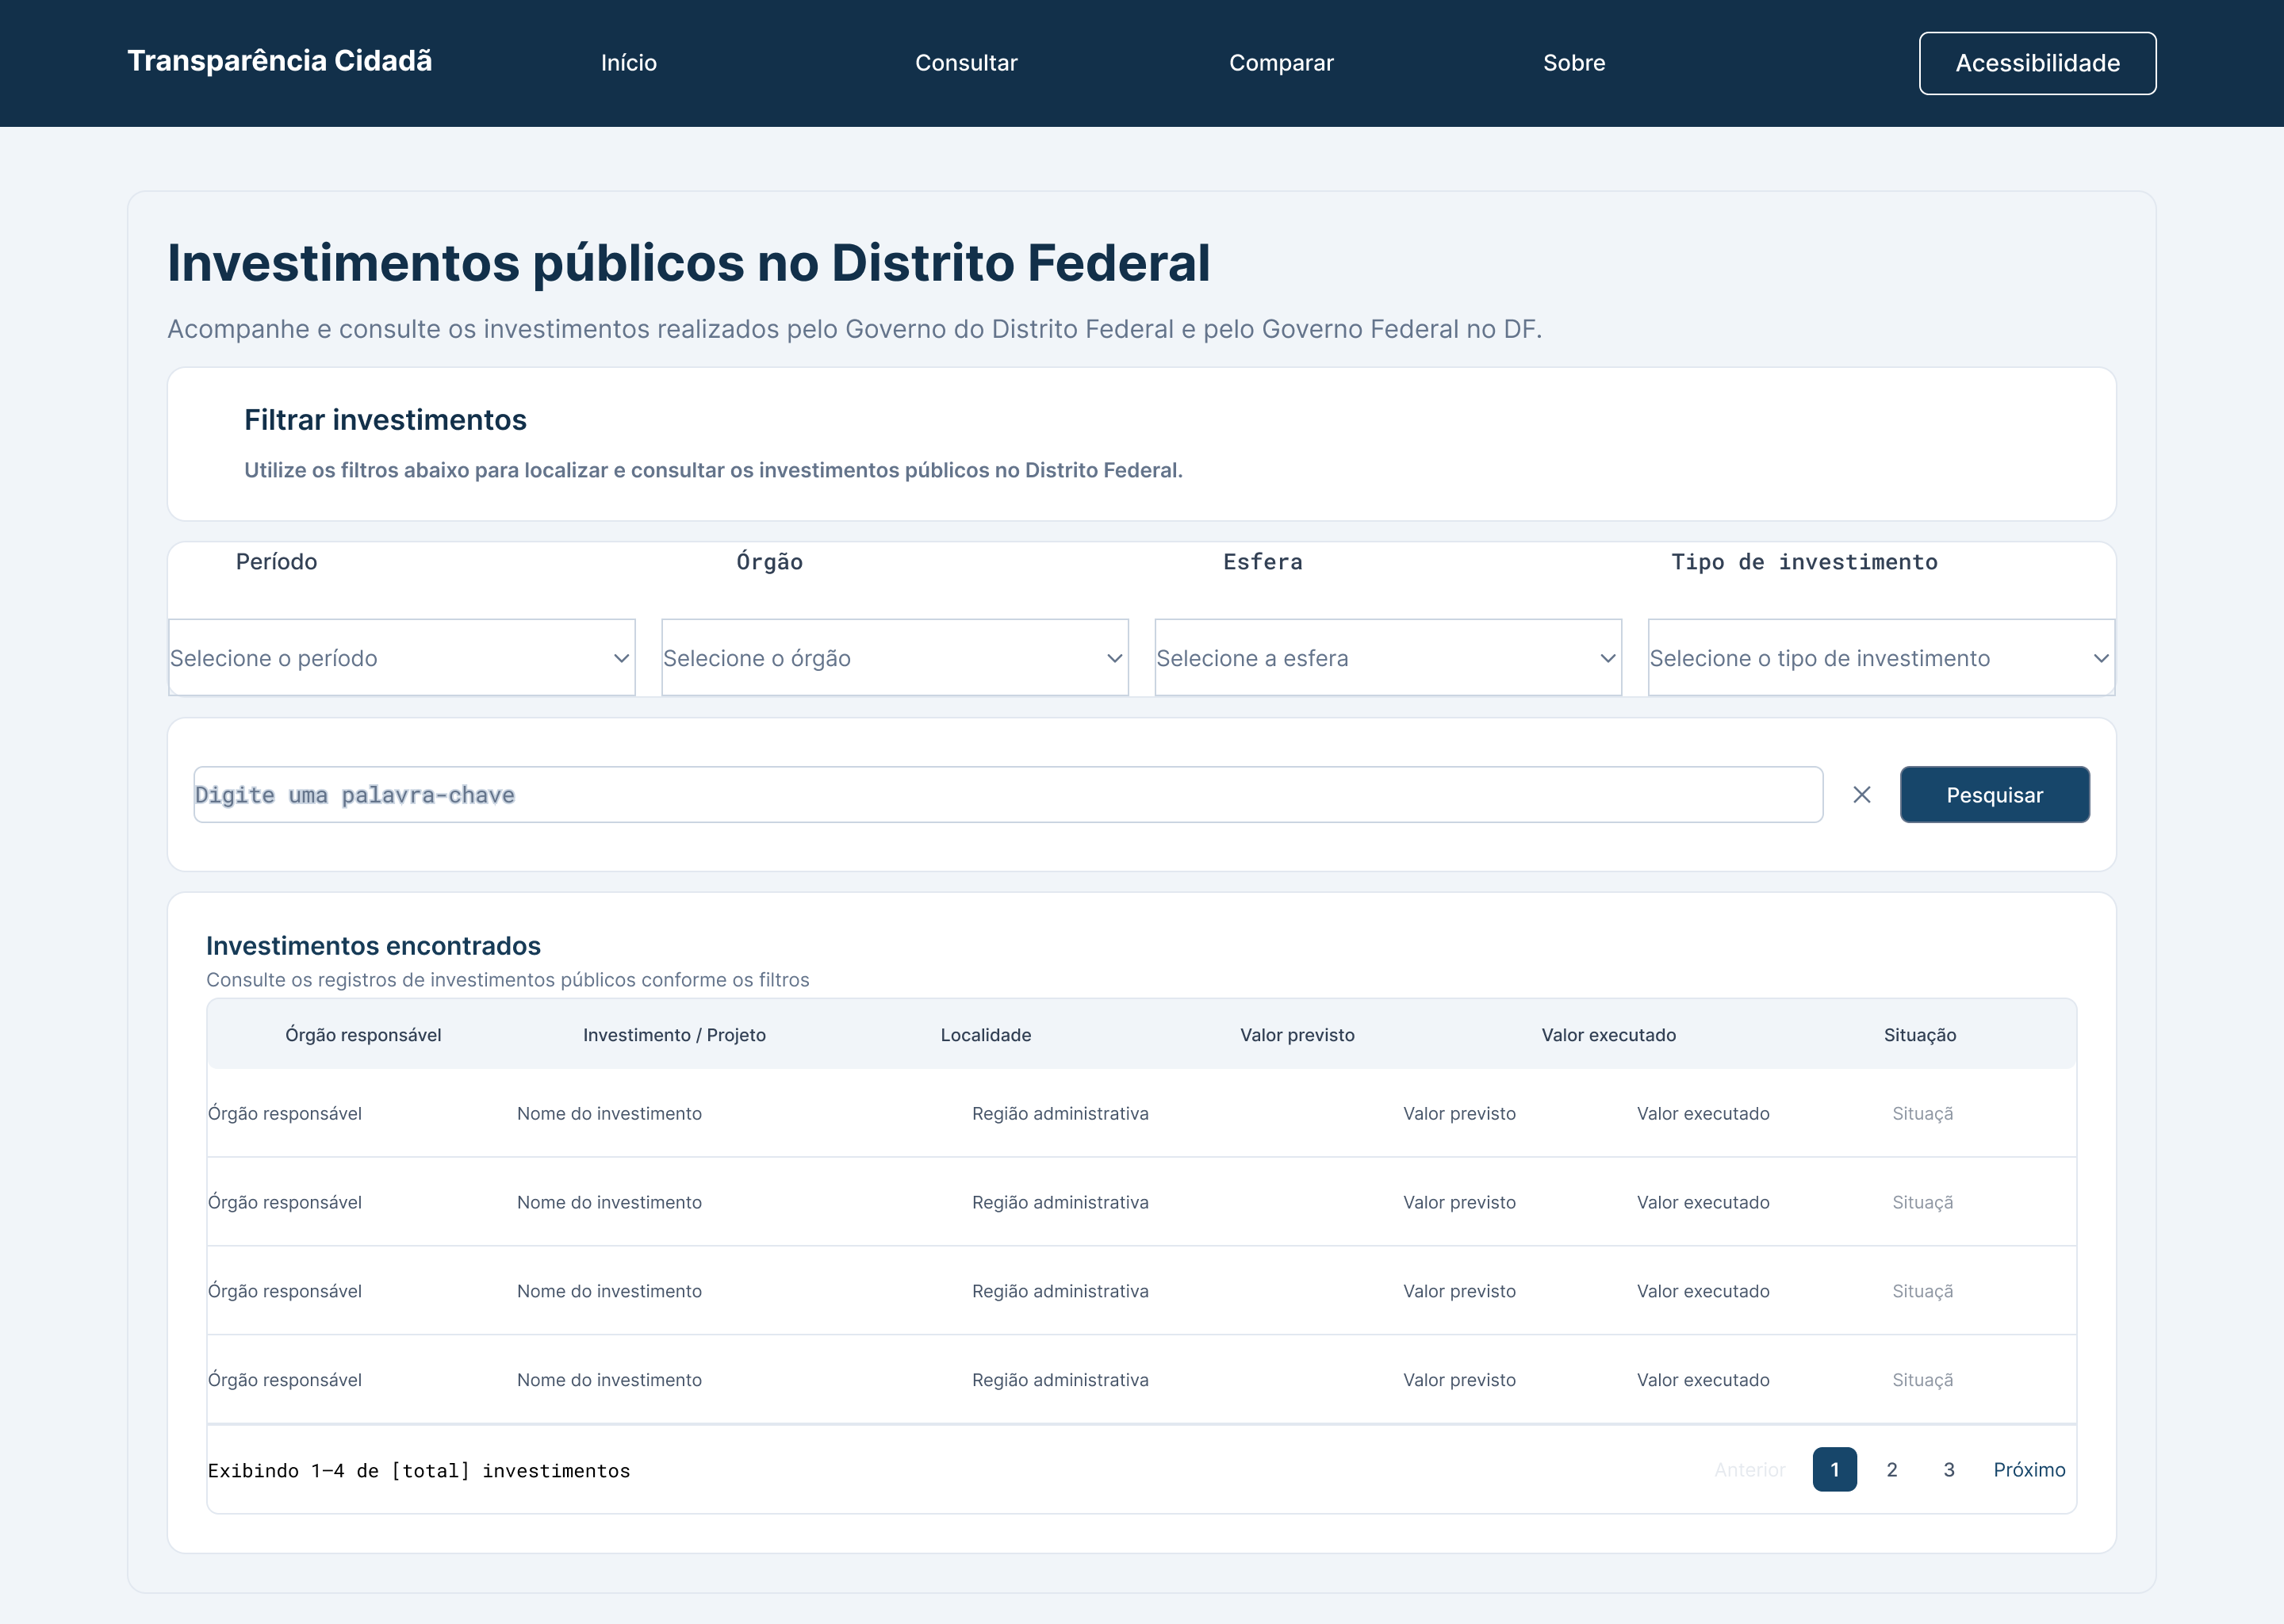 Transparência Cidadã Início Consultar Comparar Sobre Acessibilidade
Investimentos públicos no Distrito Federal
Acompanhe e consulte os investimentos realizados pelo Governo do Distrito Federal e pelo Governo Federal no DF.
Filtrar investimentos
Utilize os filtros abaixo para localizar e consultar os investimentos públicos no Distrito Federal.
Período Órgão Esfera Tipo de investimento
Selecione o período Selecione o órgão Selecione a esfera Selecione o tipo de investimento
Digite uma palavra-chave Pesquisar
Investimentos encontrados
Consulte os registros de investimentos públicos conforme os filtros
Órgão responsável Investimento / Projeto Localidade Valor previsto Valor executado Situação
Órgão responsável Nome do investimento Região administrativa Valor previsto Valor executado Situaçã
Órgão responsável Nome do investimento Região administrativa Valor previsto Valor executado Situaçã
Órgão responsável Nome do investimento Região administrativa Valor previsto Valor executado Situaçã
Órgão responsável Nome do investimento Região administrativa Valor previsto Valor executado Situaçã
Exibindo 1–4 de [total] investimentos Anterior 1 2 3 Próximo